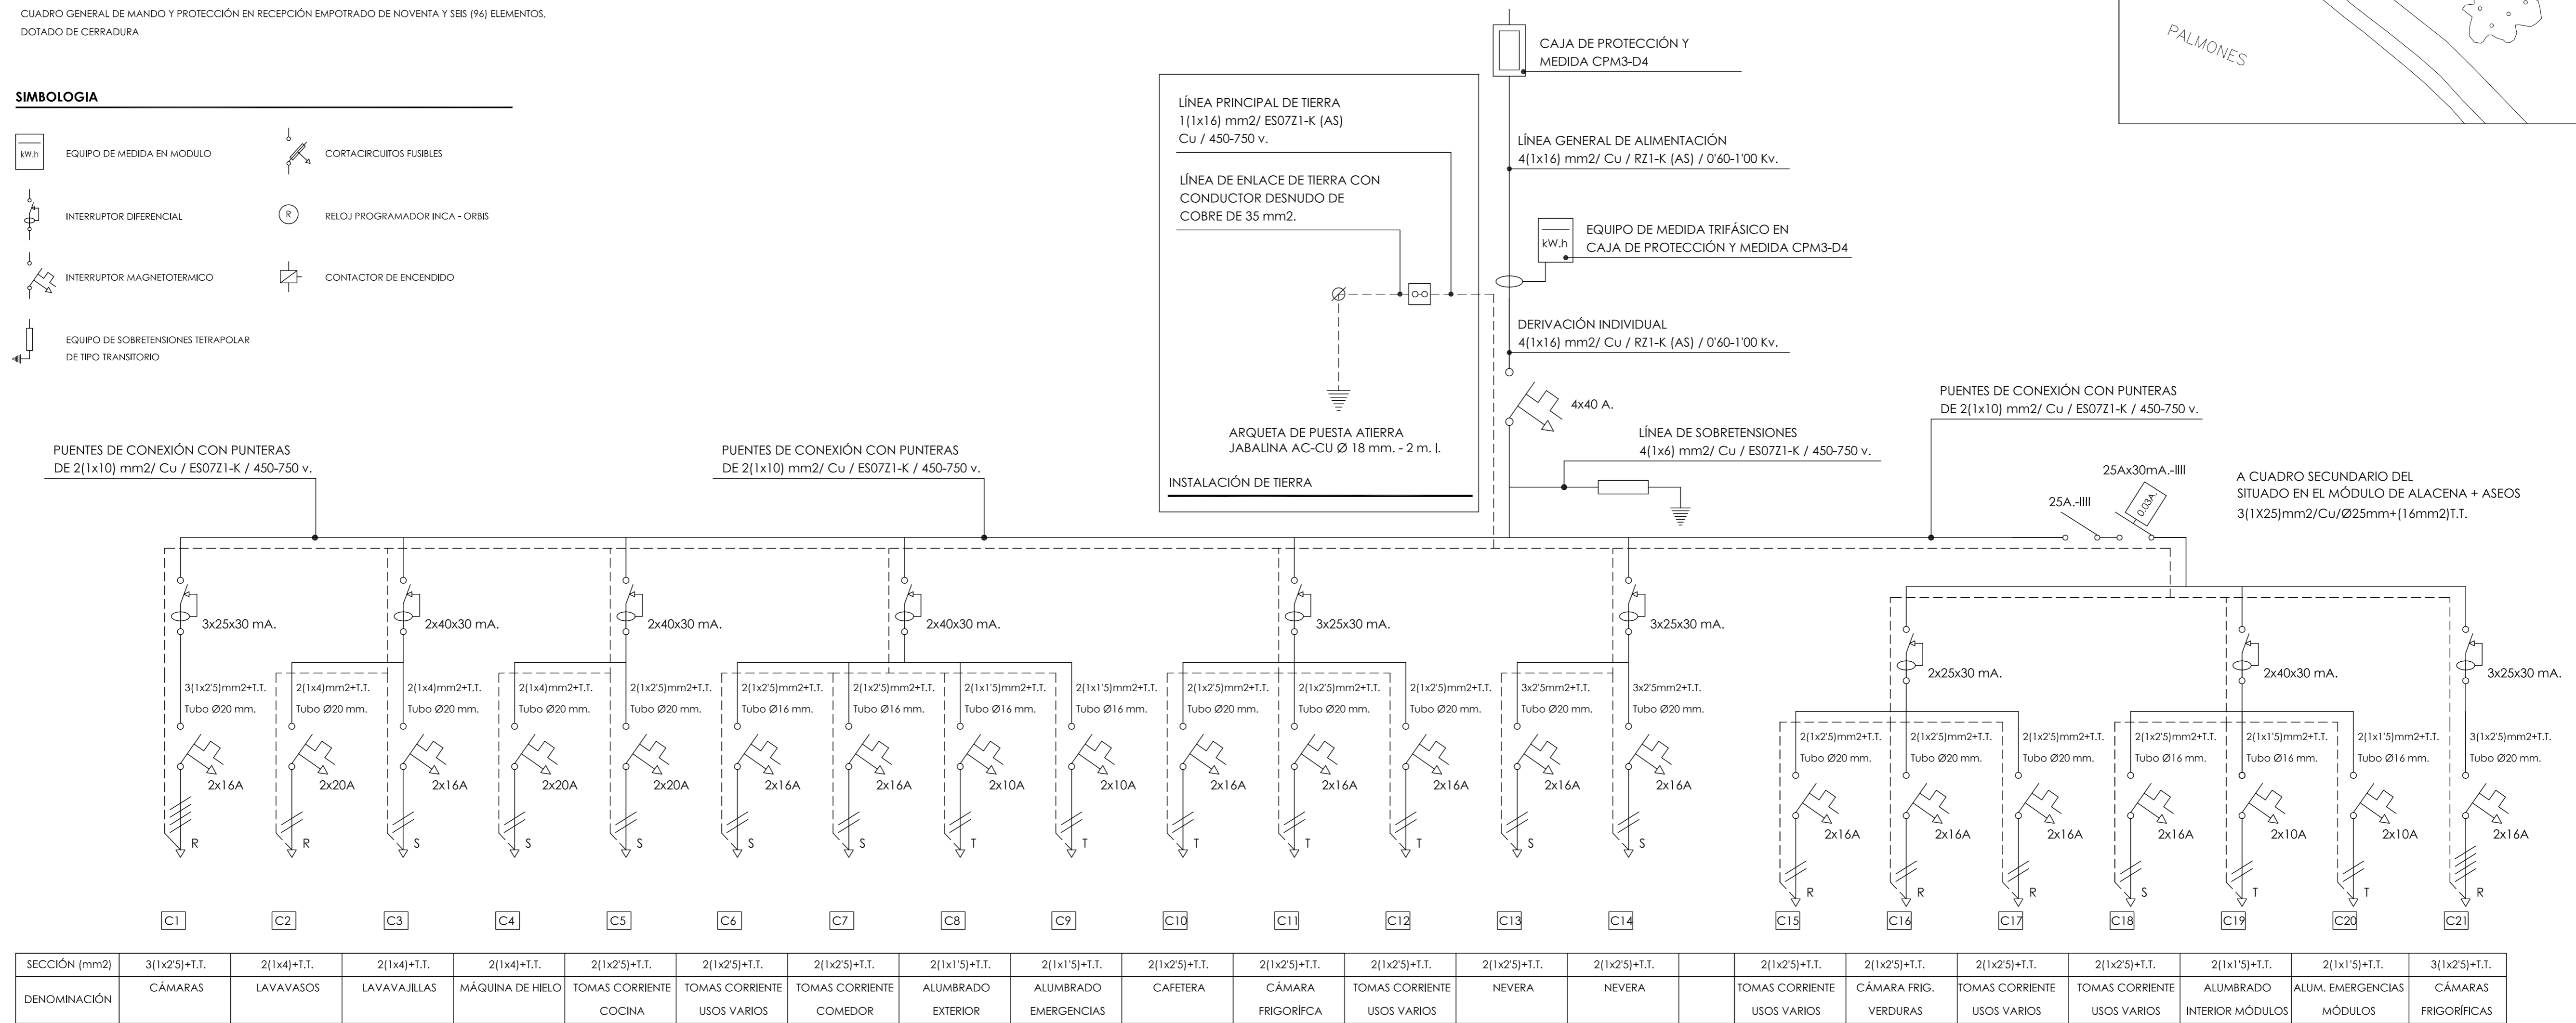 CUADRO GENERAL DE MANDO Y PROTECCIÓN EN RECEPCIÓN EMPOTRADO DE NOVENTA Y SEIS (96) ELEMENTOS,
DOTADO DE CERRADURA
SIMBOLOGIA
kW.h EQUIPO DE MEDIDA EN MODULO
CORTACIRCUITOS FUSIBLES
INTERRUPTOR DIFERENCIAL
R RELOJ PROGRAMADOR INCA - ORBIS
INTERRUPTOR MAGNETOTERMICO
CONTACTOR DE ENCENDIDO
EQUIPO DE SOBRETENSIONES TETRAPOLAR
DE TIPO TRANSITORIO
PALMONES
CAJA DE PROTECCIÓN Y
MEDIDA CPM3-D4
LÍNEA PRINCIPAL DE TIERRA
1(1x16) mm2/ ES07Z1-K (AS)
Cu / 450-750 v.
LÍNEA DE ENLACE DE TIERRA CON
CONDUCTOR DESNUDO DE
COBRE DE 35 mm2.
ARQUETA DE PUESTA ATIERRA
JABALINA AC-CU Ø 18 mm. - 2 m. l.
INSTALACIÓN DE TIERRA
LÍNEA GENERAL DE ALIMENTACIÓN
4(1x16) mm2/ Cu / RZ1-K (AS) / 0'60-1'00 Kv.
kW.h
EQUIPO DE MEDIDA TRIFÁSICO EN
CAJA DE PROTECCIÓN Y MEDIDA CPM3-D4
DERIVACIÓN INDIVIDUAL
4(1x16) mm2/ Cu / RZ1-K (AS) / 0'60-1'00 Kv.
4x40 A.
LÍNEA DE SOBRETENSIONES
4(1x6) mm2/ Cu / ES07Z1-K / 450-750 v.
PUENTES DE CONEXIÓN CON PUNTERAS
DE 2(1x10) mm2/ Cu / ES07Z1-K / 450-750 v.
PUENTES DE CONEXIÓN CON PUNTERAS
DE 2(1x10) mm2/ Cu / ES07Z1-K / 450-750 v.
PUENTES DE CONEXIÓN CON PUNTERAS
DE 2(1x10) mm2/ Cu / ES07Z1-K / 450-750 v.
25A.-IIII
25Ax30mA.-IIII
0.03A.
A CUADRO SECUNDARIO DEL
SITUADO EN EL MÓDULO DE ALACENA + ASEOS
3(1X25)mm2/Cu/Ø25mm+(16mm2)T.T.
3x25x30 mA. 2x40x30 mA. 2x40x30 mA. 2x40x30 mA. 3x25x30 mA. 3x25x30 mA.
2x25x30 mA. 2x40x30 mA. 3x25x30 mA.
3(1x2'5)mm2+T.T. 2(1x4)mm2+T.T. 2(1x4)mm2+T.T. 2(1x4)mm2+T.T. 2(1x2'5)mm2+T.T. 2(1x2'5)mm2+T.T. 2(1x2'5)mm2+T.T. 2(1x1'5)mm2+T.T. 2(1x1'5)mm2+T.T. 2(1x2'5)mm2+T.T. 2(1x2'5)mm2+T.T. 2(1x2'5)mm2+T.T. 3x2'5mm2+T.T. 3x2'5mm2+T.T.
Tubo Ø20 mm. Tubo Ø20 mm. Tubo Ø20 mm. Tubo Ø20 mm. Tubo Ø20 mm. Tubo Ø16 mm. Tubo Ø16 mm. Tubo Ø16 mm. Tubo Ø16 mm. Tubo Ø20 mm. Tubo Ø20 mm. Tubo Ø20 mm. Tubo Ø20 mm. Tubo Ø20 mm.
2(1x2'5)mm2+T.T. 2(1x2'5)mm2+T.T. 2(1x2'5)mm2+T.T. 2(1x2'5)mm2+T.T. 2(1x1'5)mm2+T.T. 2(1x1'5)mm2+T.T. 3(1x2'5)mm2+T.T.
Tubo Ø20 mm. Tubo Ø20 mm. Tubo Ø20 mm. Tubo Ø16 mm. Tubo Ø16 mm. Tubo Ø16 mm. Tubo Ø20 mm.
2x16A 2x20A 2x16A 2x20A 2x20A 2x16A 2x16A 2x10A 2x10A 2x16A 2x16A 2x16A 2x16A 2x16A
2x16A 2x16A 2x16A 2x16A 2x10A 2x10A 2x16A
R R S S S S S T T T T T S S
R R R S T T R
C1 C2 C3 C4 C5 C6 C7 C8 C9 C10 C11 C12 C13 C14 C15 C16 C17 C18 C19 C20 C21
SECCIÓN (mm2) 3(1x2'5)+T.T. 2(1x4)+T.T. 2(1x4)+T.T. 2(1x4)+T.T. 2(1x2'5)+T.T. 2(1x2'5)+T.T. 2(1x2'5)+T.T. 2(1x1'5)+T.T. 2(1x1'5)+T.T. 2(1x2'5)+T.T. 2(1x2'5)+T.T. 2(1x2'5)+T.T. 2(1x2'5)+T.T. 2(1x2'5)+T.T. 2(1x2'5)+T.T. 2(1x2'5)+T.T. 2(1x2'5)+T.T. 2(1x2'5)+T.T. 2(1x1'5)+T.T. 2(1x1'5)+T.T. 3(1x2'5)+T.T.
DENOMINACIÓN CÁMARAS LAVAVASOS LAVAVAJILLAS MÁQUINA DE HIELO TOMAS CORRIENTE TOMAS CORRIENTE TOMAS CORRIENTE ALUMBRADO ALUMBRADO CAFETERA CÁMARA TOMAS CORRIENTE NEVERA NEVERA TOMAS CORRIENTE CÁMARA FRIG. TOMAS CORRIENTE TOMAS CORRIENTE ALUMBRADO ALUM. EMERGENCIAS CÁMARAS
COCINA USOS VARIOS COMEDOR EXTERIOR EMERGENCIAS FRIGORÍFCA USOS VARIOS USOS VARIOS VERDURAS USOS VARIOS USOS VARIOS INTERIOR MÓDULOS MÓDULOS FRIGORÍFICAS